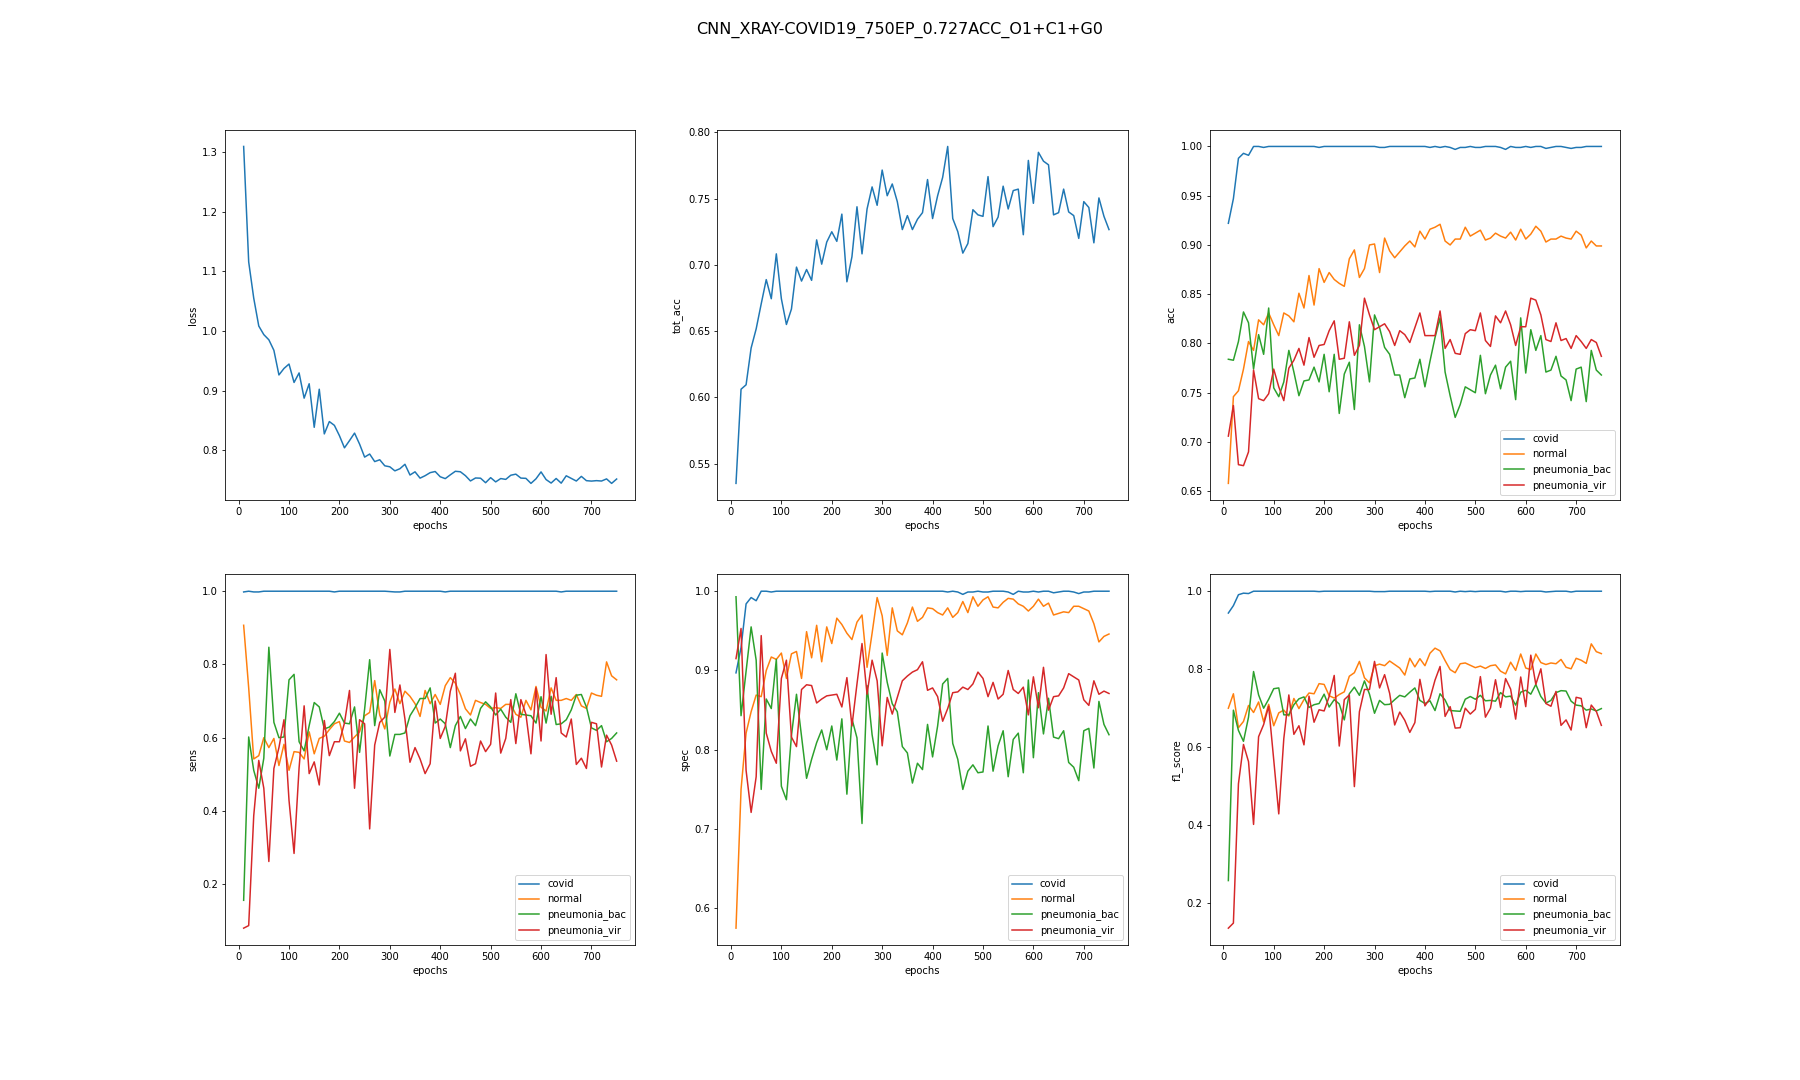 CNN_XRAY-COVID19_750EP_0.727ACC_O1+C1+G0
1.3
1.2
1.1
1.0
0.9
0.8
loss
0 100 200 300 400 500 600 700
epochs
0.80
0.75
0.70
0.65
0.60
0.55
tot_acc
0 100 200 300 400 500 600 700
epochs
1.00
0.95
0.90
0.85
0.80
0.75
0.70
0.65
acc
covid
normal
pneumonia_bac
pneumonia_vir
0 100 200 300 400 500 600 700
epochs
1.0
0.8
0.6
0.4
0.2
sens
covid
normal
pneumonia_bac
pneumonia_vir
0 100 200 300 400 500 600 700
epochs
1.0
0.9
0.8
0.7
0.6
spec
covid
normal
pneumonia_bac
pneumonia_vir
0 100 200 300 400 500 600 700
epochs
1.0
0.8
0.6
0.4
0.2
f1_score
covid
normal
pneumonia_bac
pneumonia_vir
0 100 200 300 400 500 600 700
epochs